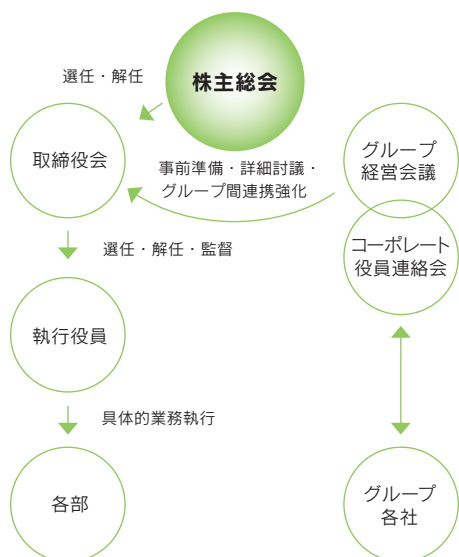 株主総会
選任・解任
取締役会
事前準備・詳細討議・
グループ間連携強化
グループ
経営会議
コーポレート
役員連絡会
選任・解任・監督
執行役員
具体的業務執行
各部
グループ
各社